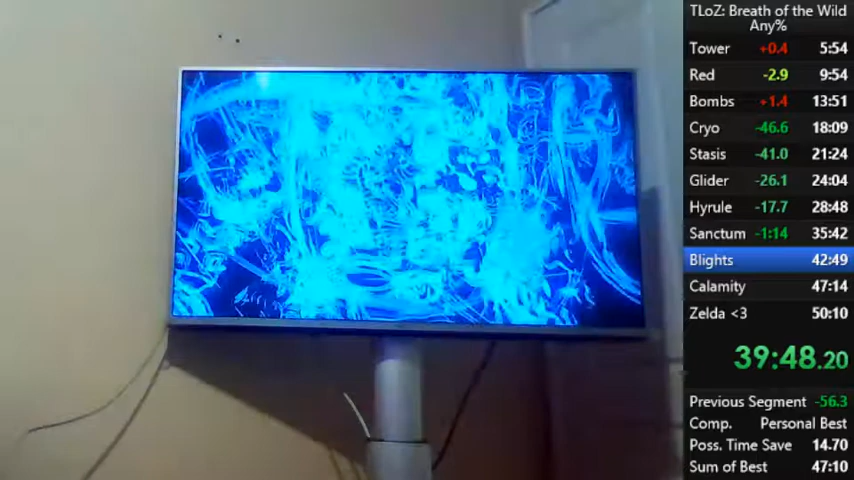 TLoZ: Breath of the Wild
Any%
Tower +0.4 5:54
Red -2.9 9:54
Bombs +1.4 13:51
Cryo -46.6 18:09
Stasis -41.0 21:24
Glider -26.1 24:04
Hyrule -17.7 28:48
Sanctum -1:14 35:42
Blights 42:49
Calamity 47:14
Zelda <3 50:10
39:48.20
Previous Segment -56.3
Comp. Personal Best
Poss. Time Save 14.70
Sum of Best 47:10